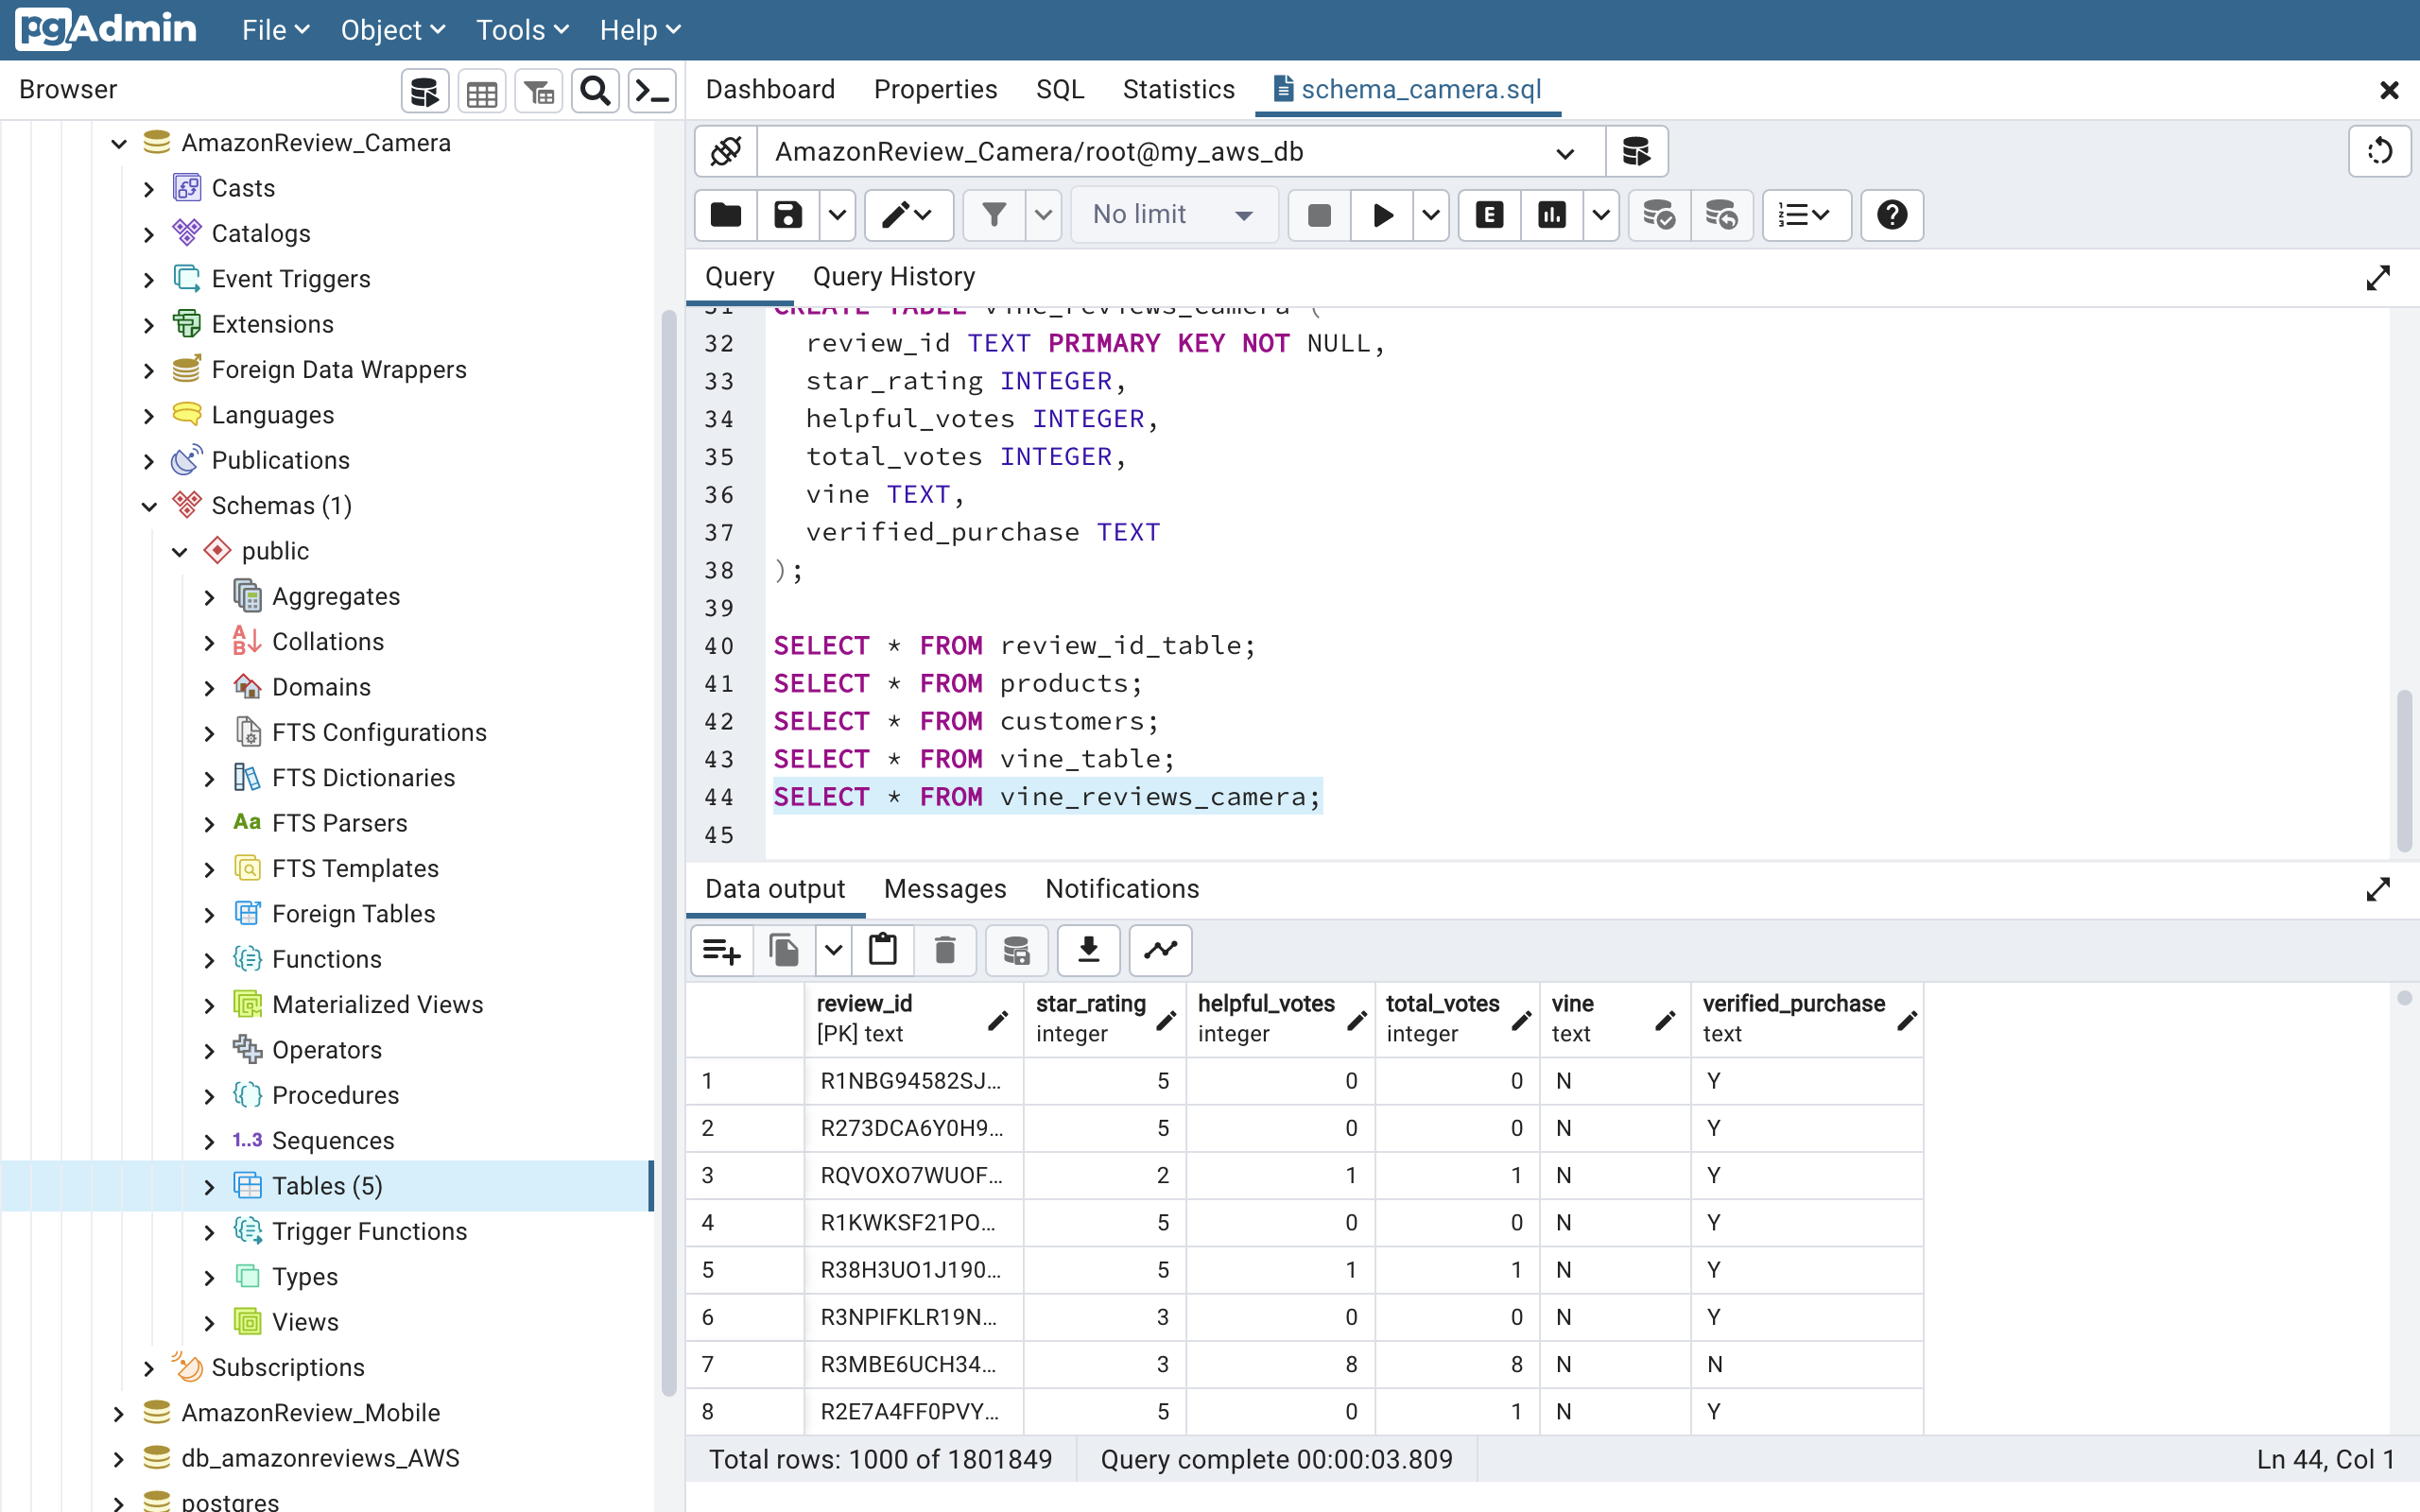 pgAdmin File Object Tools Help
Browser
Dashboard Properties SQL Statistics schema_camera.sql
AmazonReview_Camera
Casts
Catalogs
Event Triggers
Extensions
Foreign Data Wrappers
Languages
Publications
Schemas (1)
public
Aggregates
Collations
Domains
FTS Configurations
FTS Dictionaries
Aa FTS Parsers
FTS Templates
Foreign Tables
Functions
Materialized Views
Operators
Procedures
1..3 Sequences
Tables (5)
Trigger Functions
Types
Views
Subscriptions
AmazonReview_Mobile
db_amazonreviews_AWS
postgres
AmazonReview_Camera/root@my_aws_db
No limit E
Query Query History
31 CREATE TABLE vine_reviews_camera (
32 review_id TEXT PRIMARY KEY NOT NULL,
33 star_rating INTEGER,
34 helpful_votes INTEGER,
35 total_votes INTEGER,
36 vine TEXT,
37 verified_purchase TEXT
38 );
39
40 SELECT * FROM review_id_table;
41 SELECT * FROM products;
42 SELECT * FROM customers;
43 SELECT * FROM vine_table;
44 SELECT * FROM vine_reviews_camera;
45
Data output Messages Notifications
review_id star_rating helpful_votes total_votes vine verified_purchase
[PK] text integer integer integer text text
1 R1NBG94582SJ... 5 0 0 N Y
2 R273DCA6Y0H9... 5 0 0 N Y
3 RQVOXO7WUOF... 2 1 1 N Y
4 R1KWKSF21PO... 5 0 0 N Y
5 R38H3UO1J190... 5 1 1 N Y
6 R3NPIFKLR19N... 3 0 0 N Y
7 R3MBE6UCH34... 3 8 8 N N
8 R2E7A4FF0PVY... 5 0 1 N Y
Total rows: 1000 of 1801849 Query complete 00:00:03.809 Ln 44, Col 1